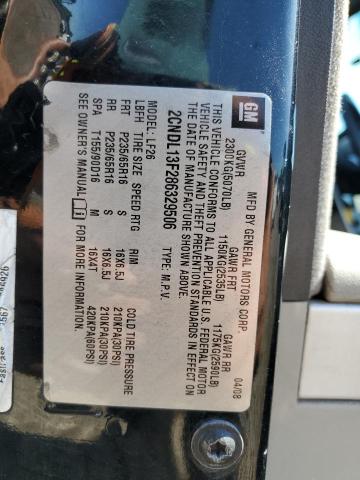 GM
MFD BY GENERAL MOTORS CORP.
04/08
GVWR GAWR FRT GAWR RR
2300KG(5070LB) 1150KG(2535LB) 1175KG(2590LB)
THIS VEHICLE CONFORMS TO ALL APPLICABLE U.S. FEDERAL MOTOR
VEHICLE SAFETY AND THEFT PREVENTION STANDARDS IN EFFECT ON
THE DATE OF MANUFACTURE SHOWN ABOVE.
2CNDL13F286329506 TYPE: M.P.V.
MODEL: LF26
LBFH TIRE SIZE SPEED RTG RIM COLD TIRE PRESSURE
FRT P235/65R16 S 16X6.5J 210KPA(30PSI)
RR P235/65R16 S 16X6.5J 210KPA(30PSI)
SPA T155/90D16 M 16X4T 420KPA(60PSI)
SEE OWNER'S MANUAL FOR MORE INFORMATION.